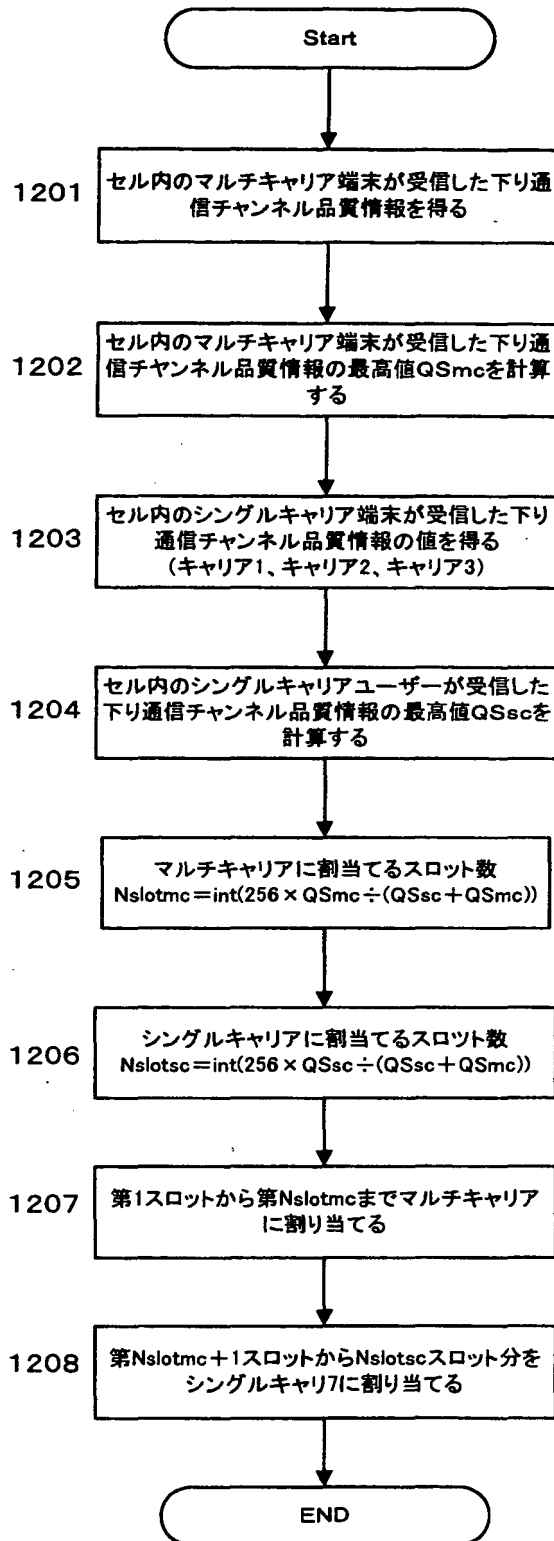 Start
1201
セル内のマルチキャリア端末が受信した下り通
信チャンネル品質情報を得る
1202
セル内のマルチキャリア端末が受信した下り通
信チヤンネル品質情報の最高値QSmcを計算
する
1203
セル内のシングルキャリア端末が受信した下り
通信チャンネル品質情報の値を得る
(キャリア1、キャリア2、キャリア3)
1204
セル内のシングルキャリアユーザーが受信した
下り通信チャンネル品質情報の最高値QSscを
計算する
1205
マルチキャリアに割当てるスロット数
Nslotmc=int(256×QSmc÷(QSsc+QSmc))
1206
シングルキャリアに割当てるスロツト数
Nslotsc=int(256×QSsc÷(QSsc+QSmc))
1207
第1スロットから第Nslotmcまでマルチキャリア
に割り当てる
1208
第Nslotmc+1スロットからNslotscスロット分を
シングルキャリ7に割り当てる
END